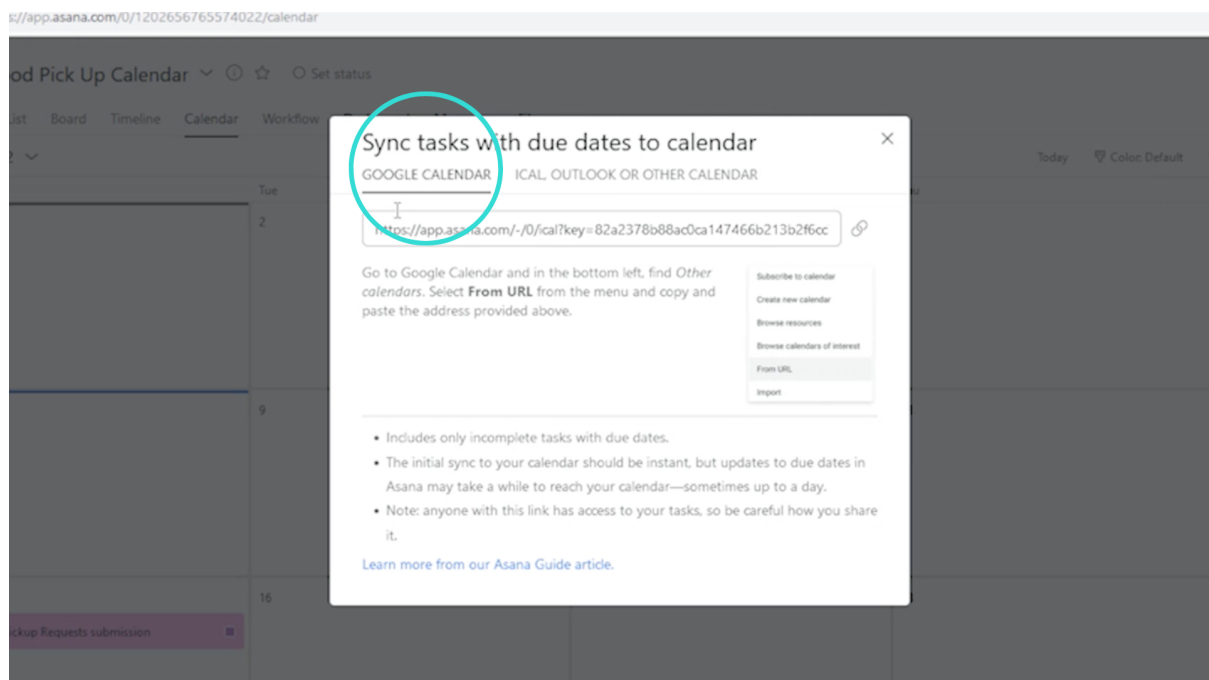 s://app.asana.com/0/1202656765574022/calendar
od Pick Up Calendar
Set status
ist Board Timeline Calendar Workflow
Sync tasks with due dates to calendar
GOOGLE CALENDAR ICAL, OUTLOOK OR OTHER CALENDAR
Today Color: Default
Tue
2
https://app.asana.com/-/0/ical?key=82a2378b88ac0ca147466b213b2f6cc
Go to Google Calendar and in the bottom left, find Other
calendars. Select From URL from the menu and copy and
paste the address provided above.
Subscribe to calendar
Create new calendar
Browse resources
Browse calendars of interest
From URL
Import
9
• Includes only incomplete tasks with due dates.
• The initial sync to your calendar should be instant, but updates to due dates in
Asana may take a while to reach your calendar—sometimes up to a day.
• Note: anyone with this link has access to your tasks, so be careful how you share
it.
Learn more from our Asana Guide article.
16
ickup Requests submission